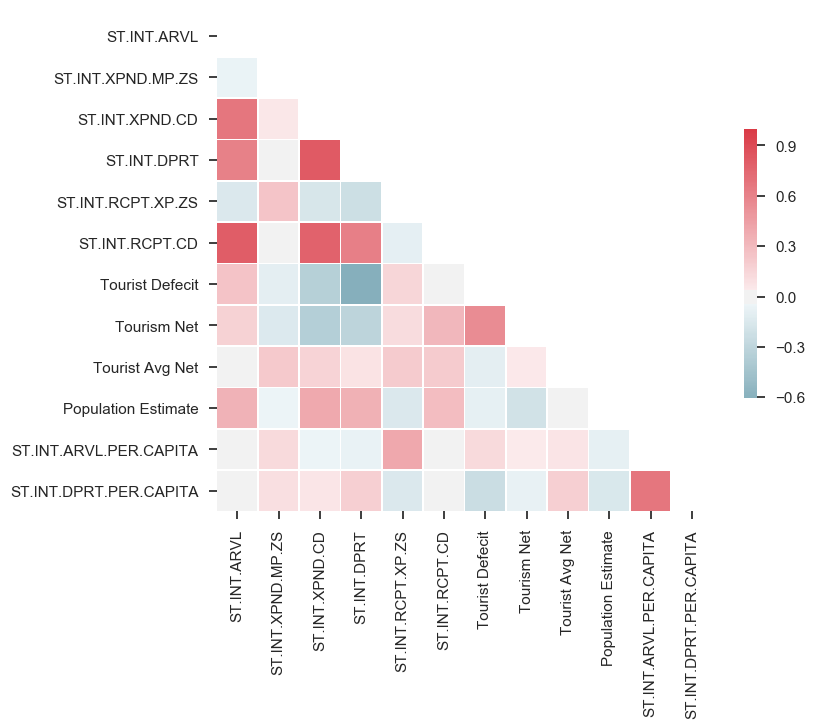 ST.INT.ARVL
ST.INT.XPND.MP.ZS
ST.INT.XPND.CD
ST.INT.DPRT
ST.INT.RCPT.XP.ZS
ST.INT.RCPT.CD
Tourist Defecit
Tourism Net
Tourist Avg Net
Population Estimate
ST.INT.ARVL.PER.CAPITA
ST.INT.DPRT.PER.CAPITA
0.9
0.6
0.3
0.0
−0.3
−0.6
ST.INT.ARVL
ST.INT.XPND.MP.ZS
ST.INT.XPND.CD
ST.INT.DPRT
ST.INT.RCPT.XP.ZS
ST.INT.RCPT.CD
Tourist Defecit
Tourism Net
Tourist Avg Net
Population Estimate
ST.INT.ARVL.PER.CAPITA
ST.INT.DPRT.PER.CAPITA